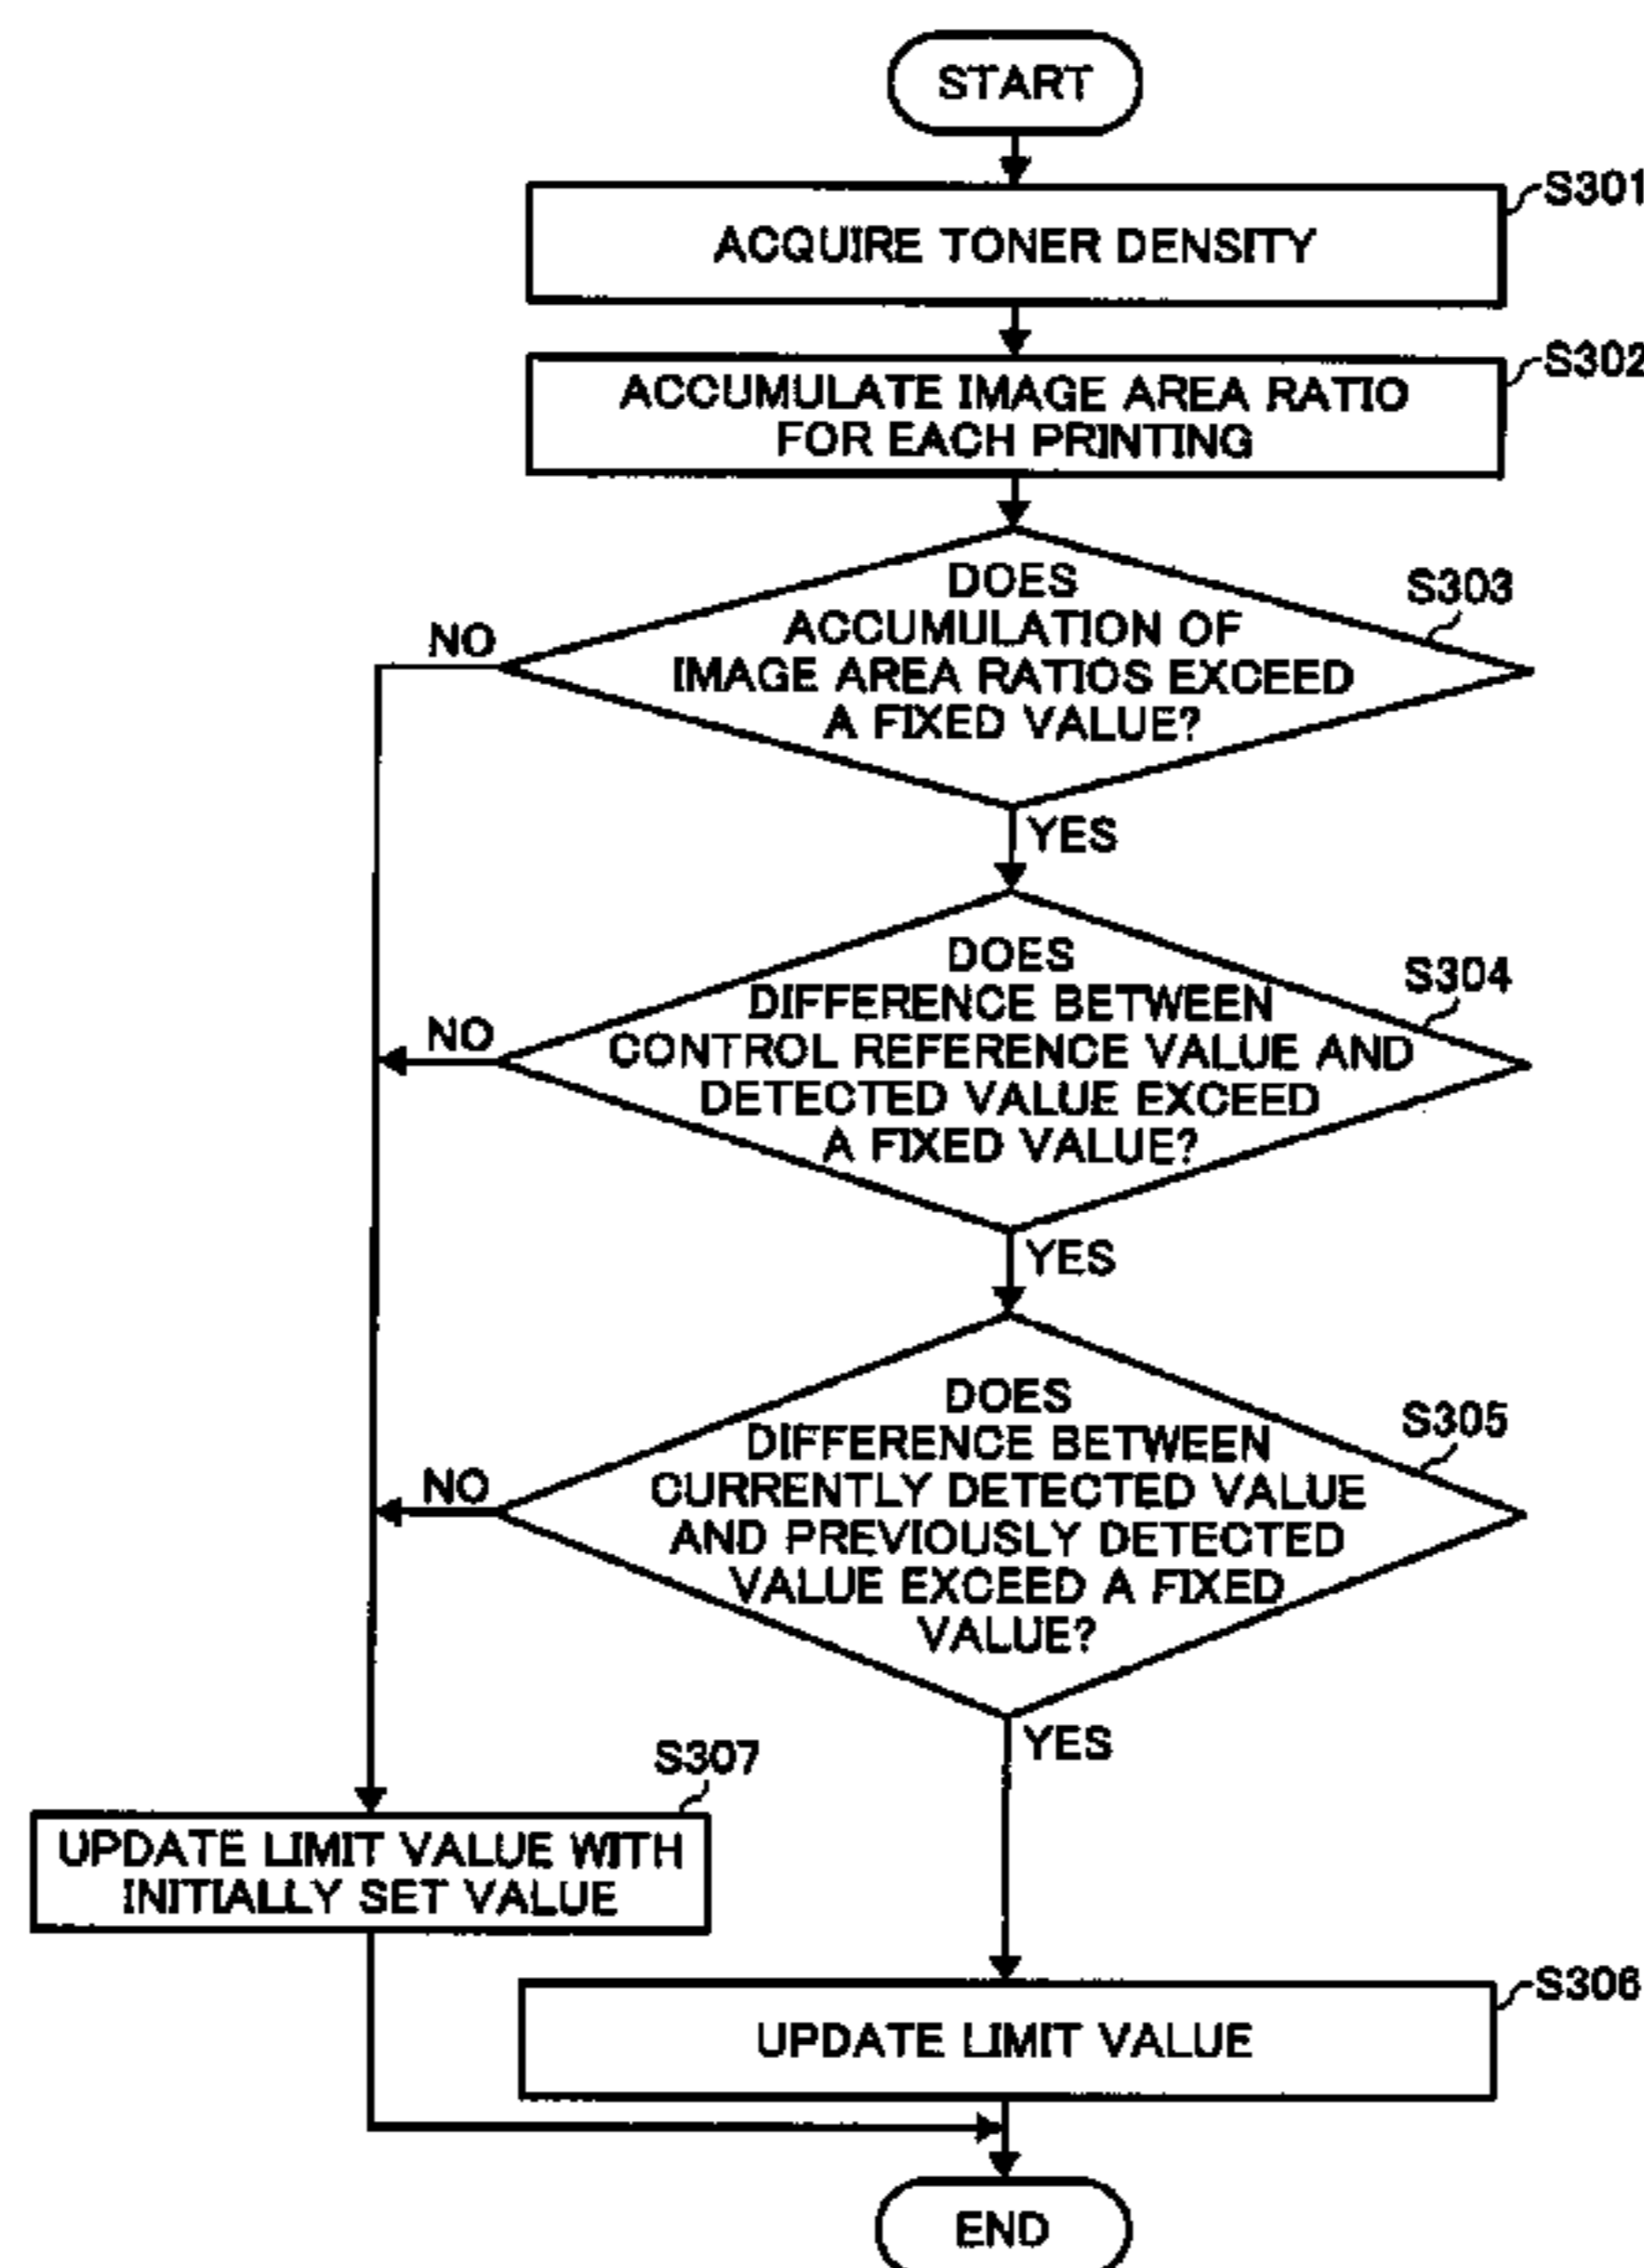 START
S301
ACQUIRE TONER DENSITY
S302
ACCUMULATE IMAGE AREA RATIO
FOR EACH PRINTING
S303
DOES
ACCUMULATION OF
IMAGE AREA RATIOS EXCEED
A FIXED VALUE?
NO
YES
S304
DOES
DIFFERENCE BETWEEN
CONTROL REFERENCE VALUE AND
DETECTED VALUE EXCEED
A FIXED VALUE?
NO
YES
S305
DOES
DIFFERENCE BETWEEN
CURRENTLY DETECTED VALUE
AND PREVIOUSLY DETECTED
VALUE EXCEED A FIXED
VALUE?
NO
YES
S307
UPDATE LIMIT VALUE WITH
INITIALLY SET VALUE
S306
UPDATE LIMIT VALUE
END